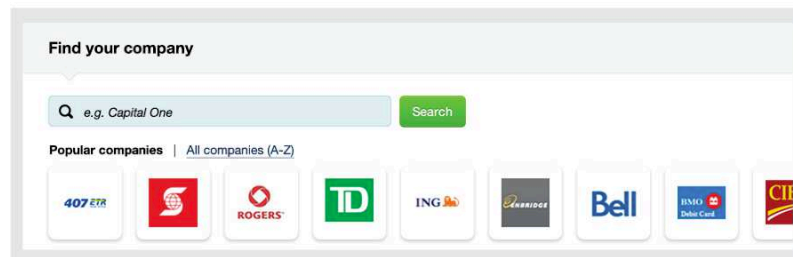 Find your company
e.g. Capital One
Search
Popular companies | All companies (A-Z)
407 ETR
ROGERS
TD
ING
ENBRIDGE
Bell
BMO
Debit Card
CIB